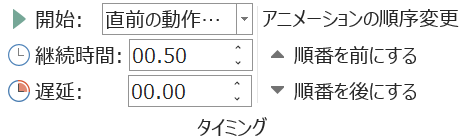 開始: 直前の動作… アニメーションの順序変更
継続時間: 00.50 順番を前にする
遅延: 00.00 順番を後にする
タイミング